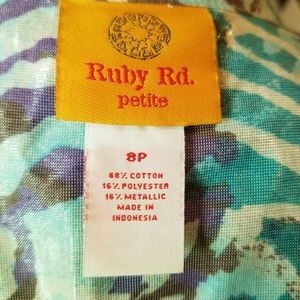 Ruby Rd.
petite
8P
68% COTTON
16% POLYESTER
16% METALLIC
MADE IN
INDONESIA